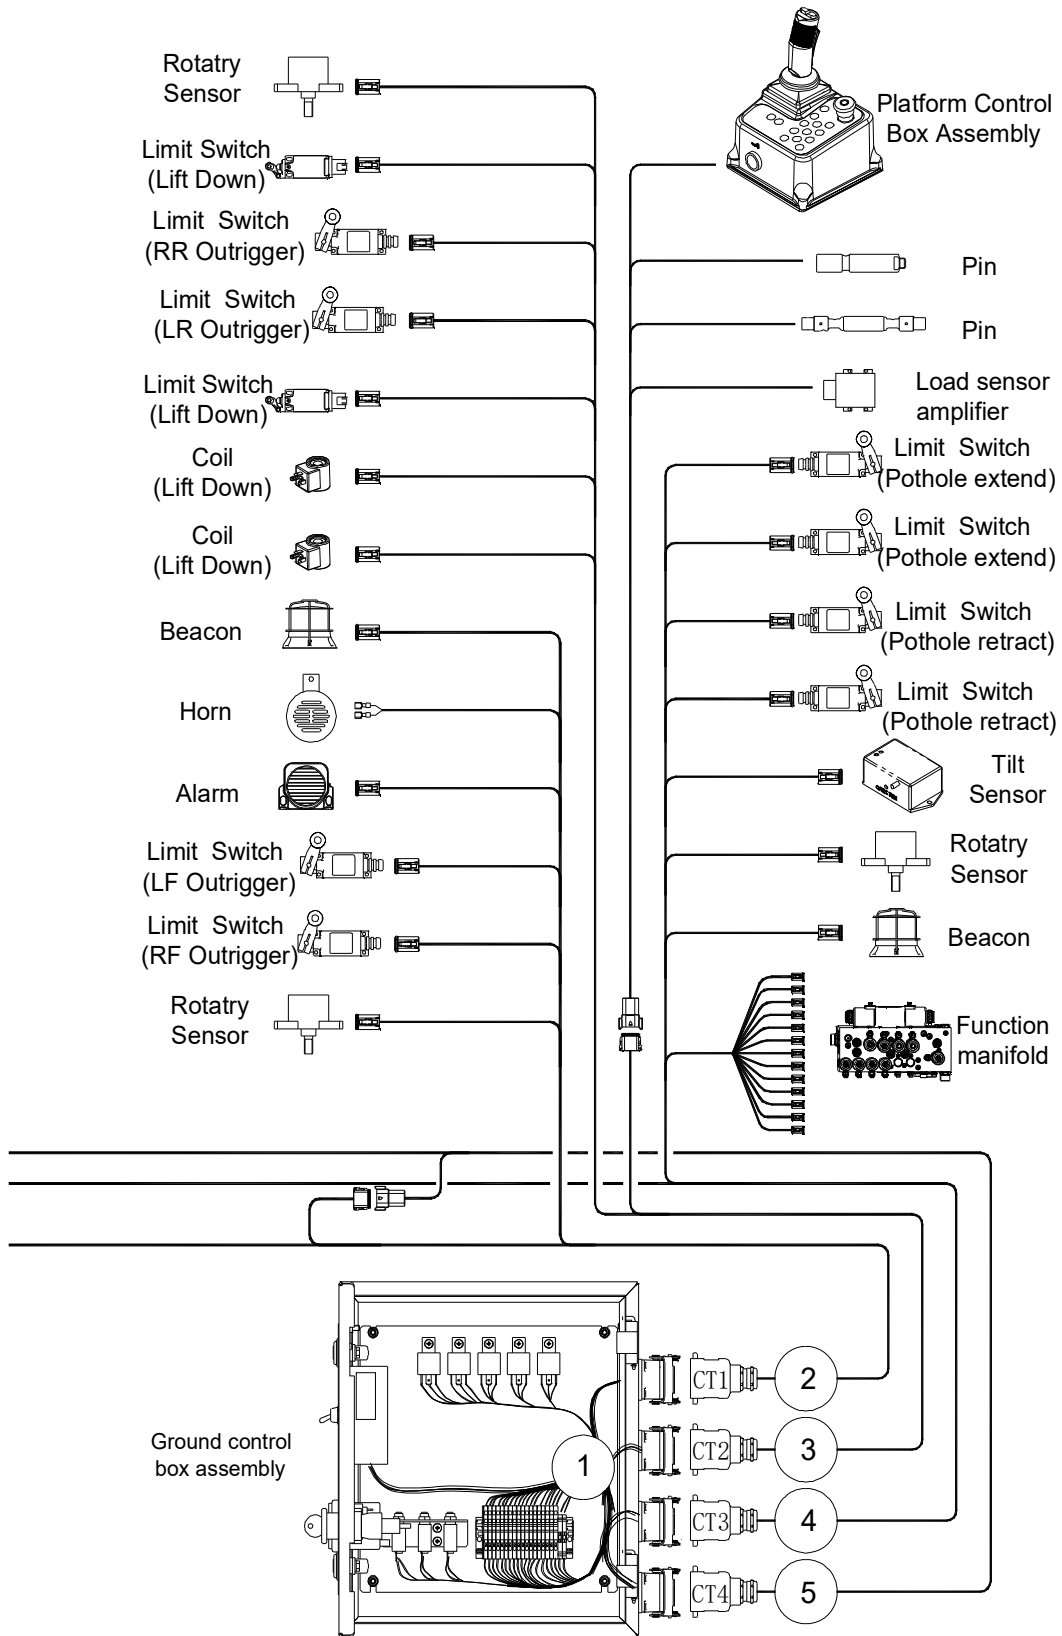 Rotatry
Sensor
Limit Switch
(Lift Down)
Limit Switch
(RR Outrigger)
Limit Switch
(LR Outrigger)
Limit Switch
(Lift Down)
Coil
(Lift Down)
Coil
(Lift Down)
Beacon
Horn
Alarm
Limit Switch
(LF Outrigger)
Limit Switch
(RF Outrigger)
Rotatry
Sensor
Platform Control
Box Assembly
Pin
Pin
Load sensor
amplifier
Limit Switch
(Pothole extend)
Limit Switch
(Pothole extend)
Limit Switch
(Pothole retract)
Limit Switch
(Pothole retract)
Tilt
Sensor
Rotatry
Sensor
Beacon
Function
manifold
Ground control
box assembly
1
CT1
2
CT2
3
CT3
4
CT4
5